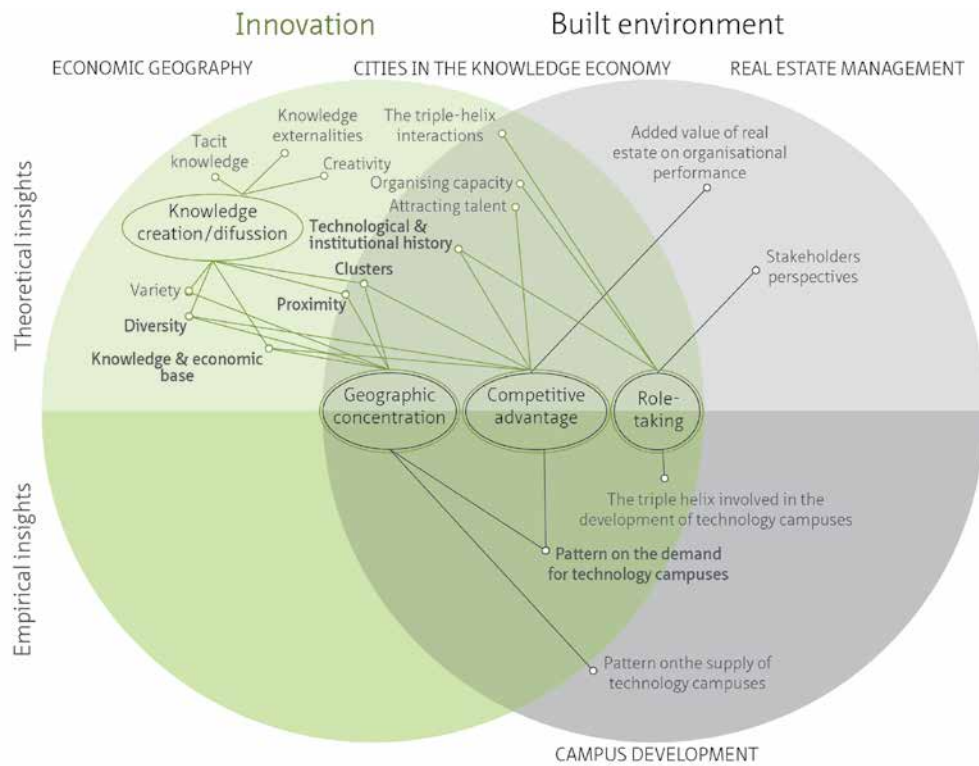 Innovation
Built environment
ECONOMIC GEOGRAPHY
CITIES IN THE KNOWLEDGE ECONOMY
REAL ESTATE MANAGEMENT
Theoretical insights
Empirical insights
Knowledge
externalities
Tacit
knowledge
Creativity
Knowledge
creation/difussion
The triple-helix
interactions
Organising capacity
Attracting talent
Technological &
institutional history
Clusters
Proximity
Variety
Diversity
Knowledge & economic
base
Added value of real
estate on organisational
performance
Stakeholders
perspectives
Geographic
concentration
Competitive
advantage
Role-
taking
The triple helix involved in the
development of technology campuses
Pattern on the demand
for technology campuses
Pattern onthe supply of
technology campuses
CAMPUS DEVELOPMENT